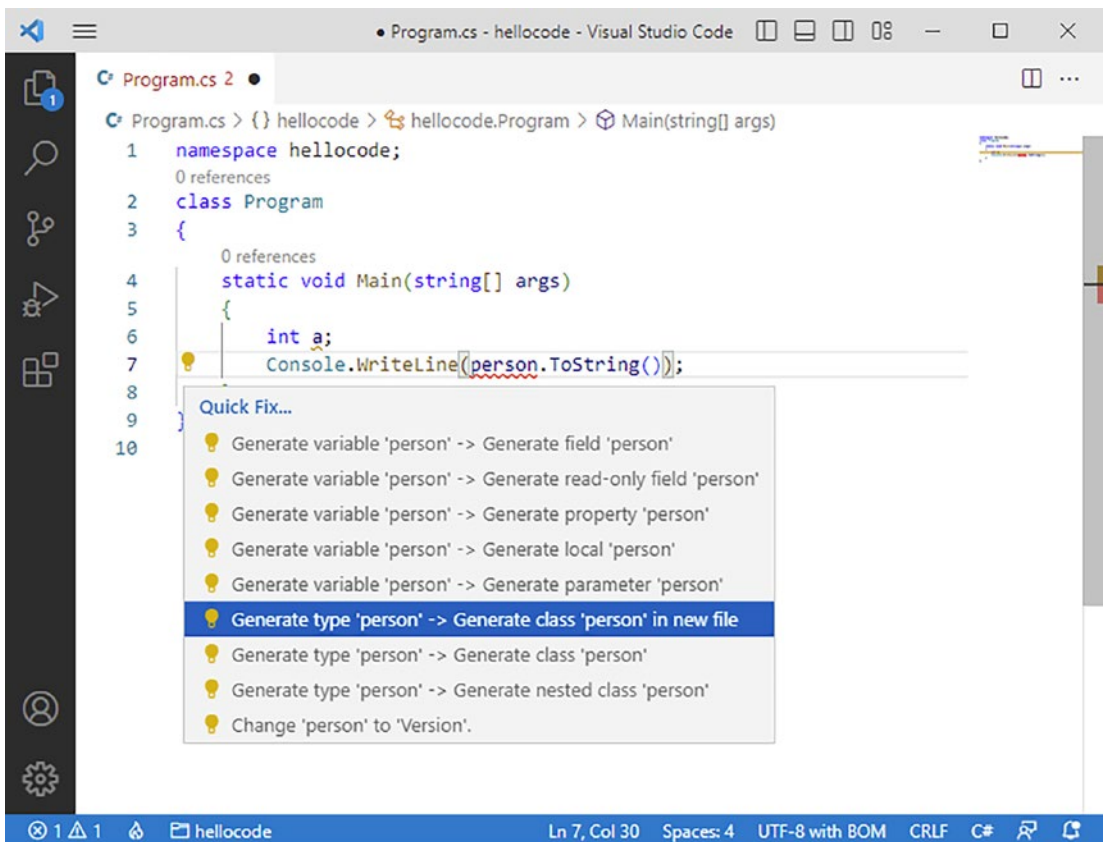 ● Program.cs - hellocode - Visual Studio Code
C# Program.cs 2 ●
C# Program.cs > {} hellocode > hellocode.Program > Main(string[] args)
1 namespace hellocode;
0 references
2 class Program
3 {
0 references
4 static void Main(string[] args)
5 {
6 int a;
7 Console.WriteLine(person.ToString());
8
Quick Fix...
9 }
Generate variable 'person' -> Generate field 'person'
10
Generate variable 'person' -> Generate read-only field 'person'
Generate variable 'person' -> Generate property 'person'
Generate variable 'person' -> Generate local 'person'
Generate variable 'person' -> Generate parameter 'person'
Generate type 'person' -> Generate class 'person' in new file
Generate type 'person' -> Generate class 'person'
Generate type 'person' -> Generate nested class 'person'
Change 'person' to 'Version'.
1
1 1 hellocode Ln 7, Col 30 Spaces: 4 UTF-8 with BOM CRLF C#